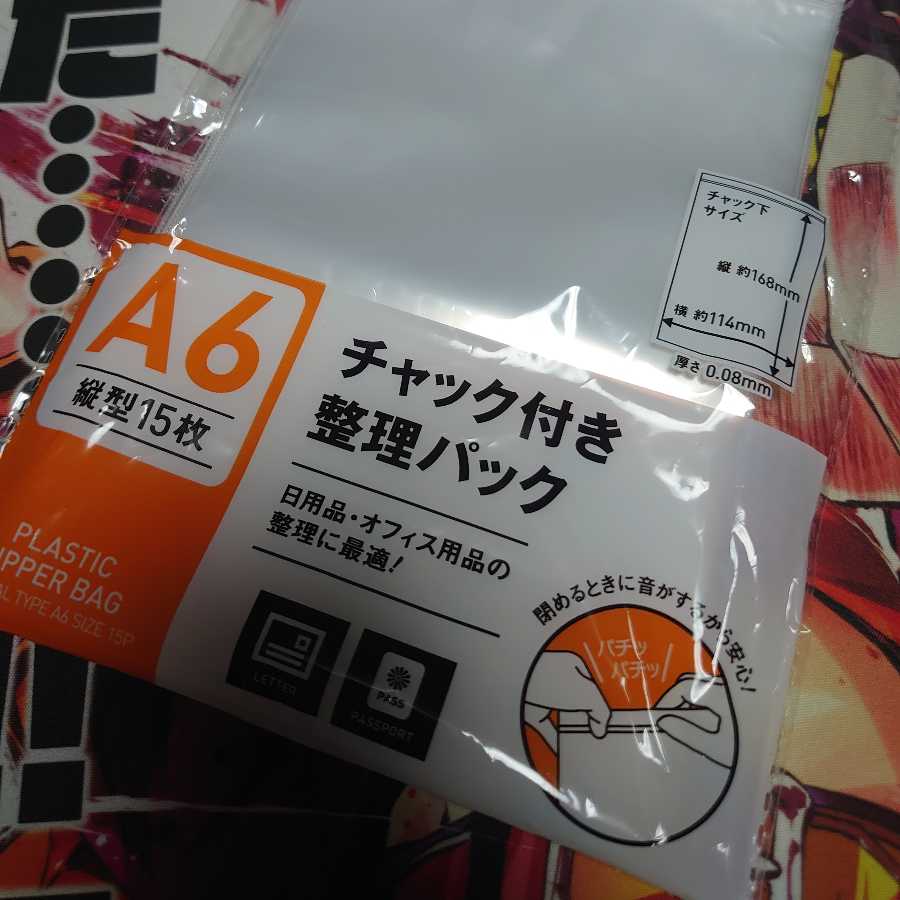 た
チャック下
サイズ
縦 約168mm
横 約114mm
厚さ0.08mm
A6
縦型15枚
チャック付き
整理パック
日用品・オフィス用品の
整理に最適!
PLASTIC
IPPER BAG
AL TYPE A6 SIZE 15P
LETTER
PASS
PASSPORT
閉めるときに音がするから安心!
パチッ
パチッ